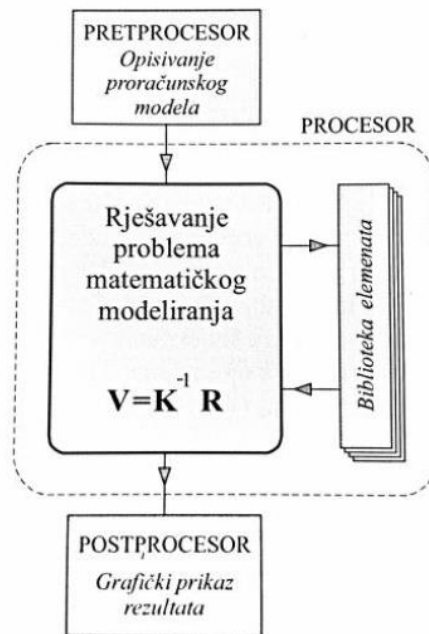 PRETPROCESOR
Opisivanje
proračunskog
modela
PROCESOR
Rješavanje
problema
matematičkog
modeliranja
V=K⁻¹ R
Biblioteka elemenata
POSTPROCESOR
Grafički prikaz
rezultata